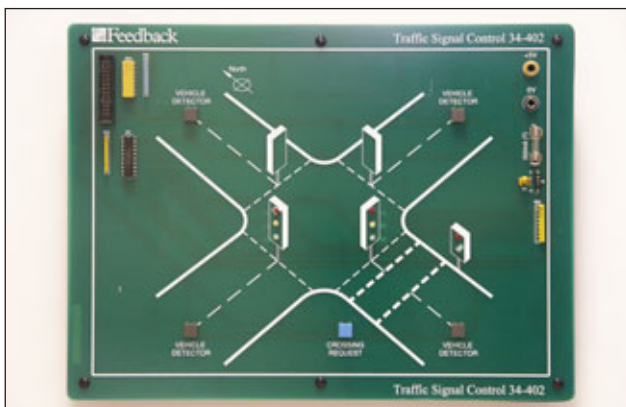 Feedback
Traffic Signal Control 34-402
+5V
0V
North
VEHICLE
DETECTOR
VEHICLE
DETECTOR
VEHICLE
DETECTOR
CROSSING
REQUEST
VEHICLE
DETECTOR
Traffic Signal Control 34-402